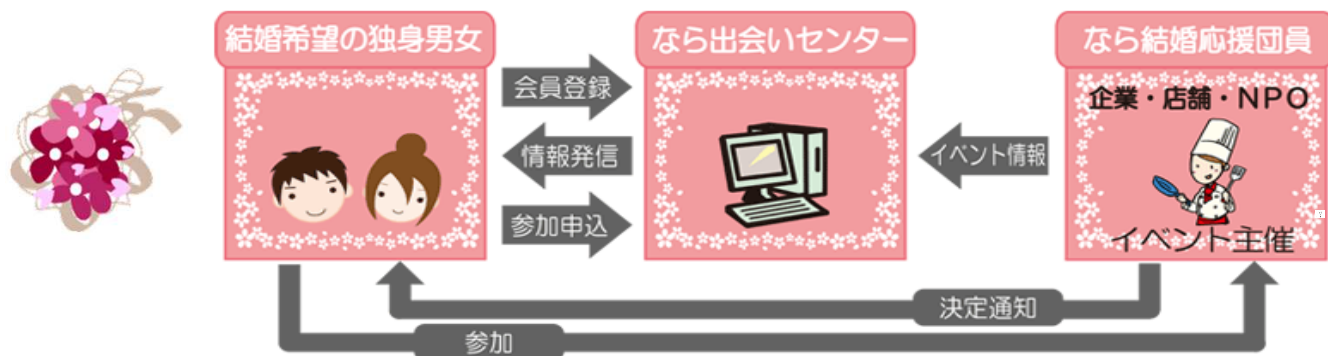 結婚希望の独身男女
なら出会いセンター
なら結婚応援団員
会員登録
情報発信
参加申込
イベント情報
企業・店舗・NPO
イベント主催
決定通知
参加